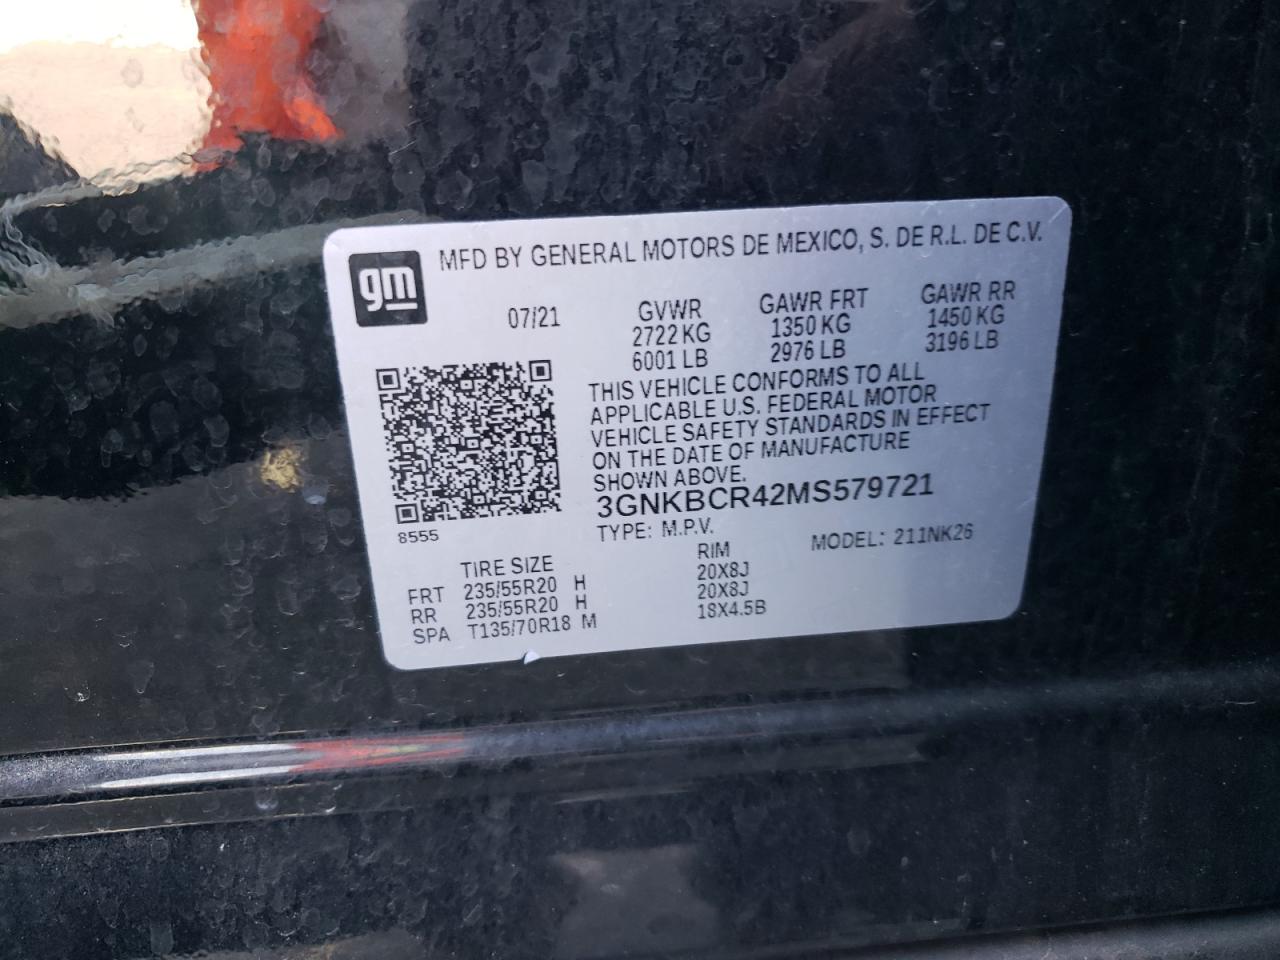 gm
MFD BY GENERAL MOTORS DE MEXICO, S. DE R.L. DE C.V.
07/21 GVWR GAWR FRT GAWR RR
2722 KG 1350 KG 1450 KG
6001 LB 2976 LB 3196 LB
THIS VEHICLE CONFORMS TO ALL
APPLICABLE U.S. FEDERAL MOTOR
VEHICLE SAFETY STANDARDS IN EFFECT
ON THE DATE OF MANUFACTURE
SHOWN ABOVE.
3GNKBCR42MS579721
8555
TYPE: M.P.V. MODEL: 211NK26
TIRE SIZE RIM
FRT 235/55R20 H 20X8J
RR 235/55R20 H 20X8J
SPA T135/70R18 M 18X4.5B